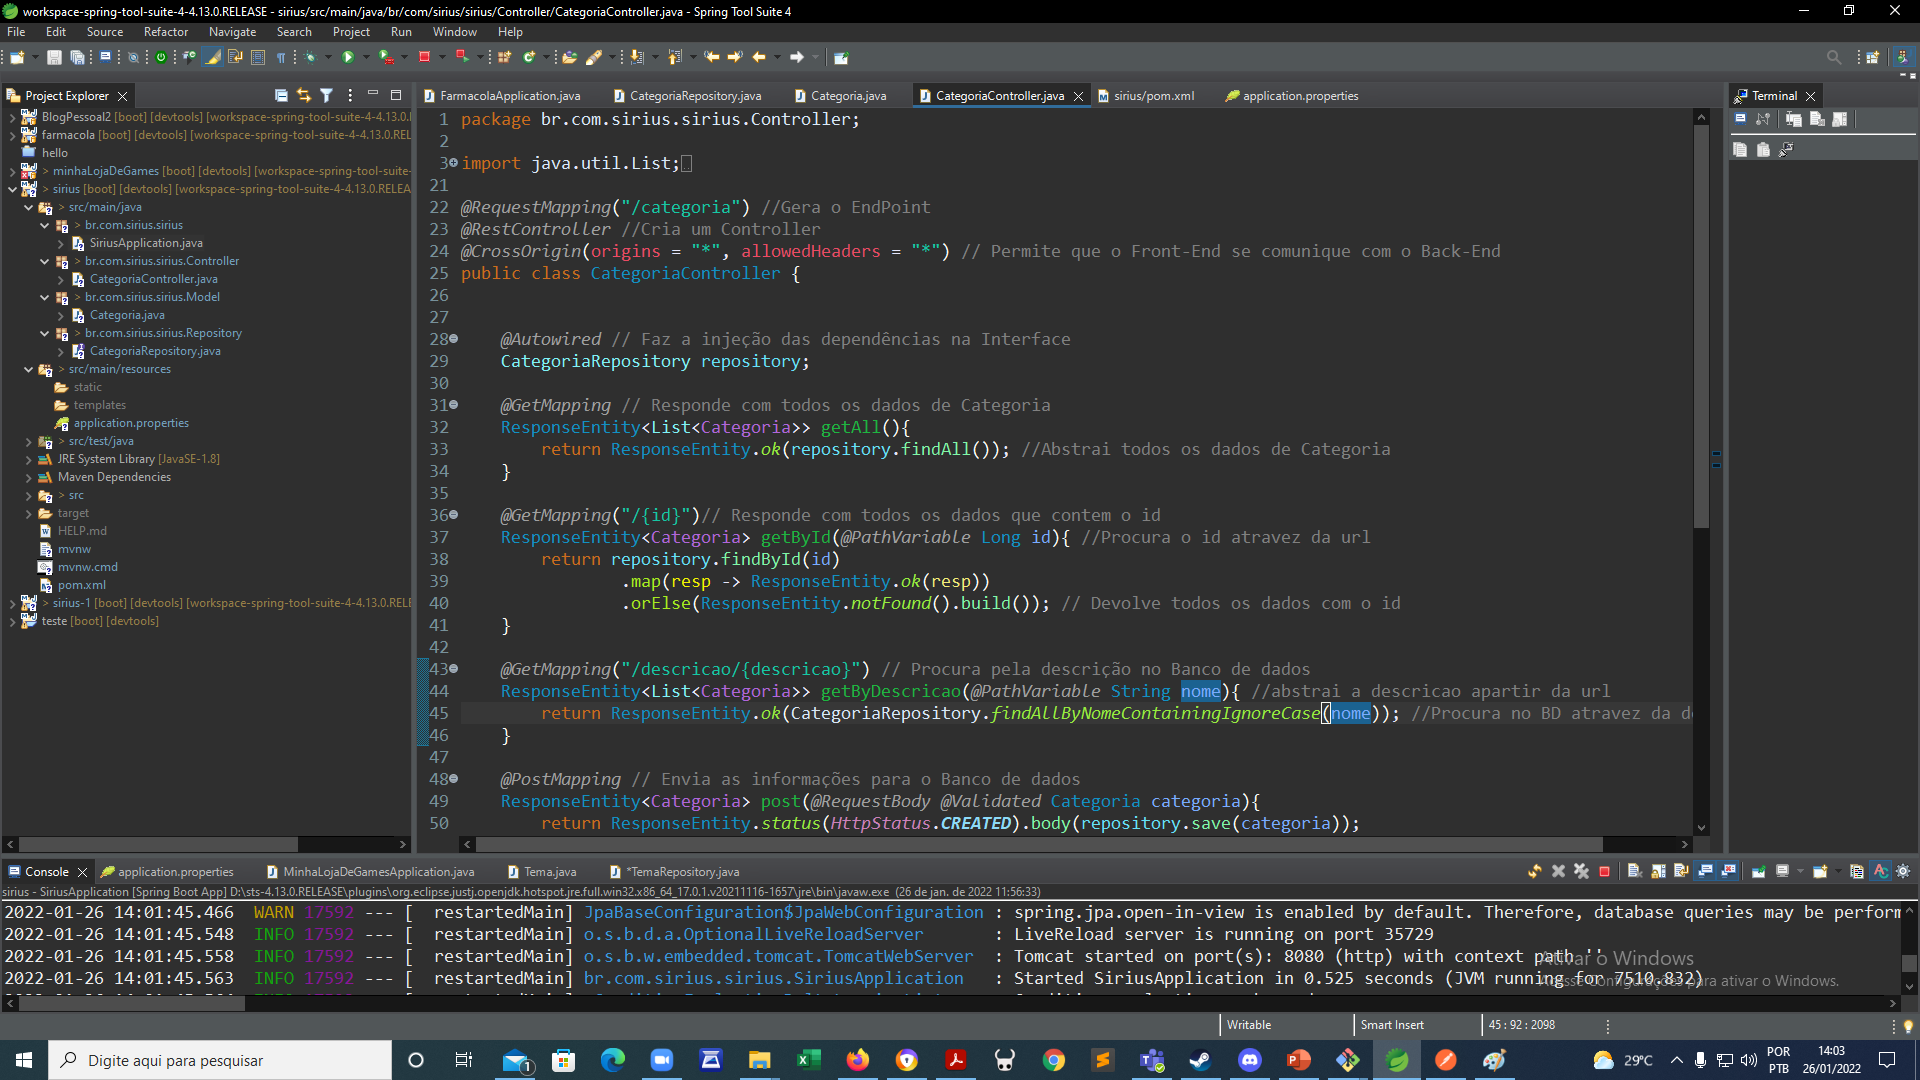 workspace-spring-tool-suite-4-4.13.0.RELEASE - sirius/src/main/java/br/com/sirius/sirius/Controller/CategoriaController.java - Spring Tool Suite 4
File Edit Source Refactor Navigate Search Project Run Window Help
Project Explorer
BlogPessoal2 [boot] [devtools] [workspace-spring-tool-suite-4-4.13.0.RE
farmacola [boot] [devtools] [workspace-spring-tool-suite-4-4.13.0.REL
hello
> minhaLojaDeGames [boot] [devtools] [workspace-spring-tool-suite-
> sirius [boot] [devtools] [workspace-spring-tool-suite-4-4.13.0.RELEA
> src/main/java
> br.com.sirius.sirius
SiriusApplication.java
> br.com.sirius.sirius.Controller
CategoriaController.java
> br.com.sirius.sirius.Model
Categoria.java
> br.com.sirius.sirius.Repository
CategoriaRepository.java
> src/main/resources
static
templates
application.properties
> src/test/java
JRE System Library [JavaSE-1.8]
Maven Dependencies
> src
> target
HELP.md
mvnw
mvnw.cmd
pom.xml
> sirius-1 [boot] [devtools] [workspace-spring-tool-suite-4-4.13.0.RELE
teste [boot] [devtools]
FarmacolaApplication.java CategoriaRepository.java Categoria.java CategoriaController.java sirius/pom.xml application.properties
1 package br.com.sirius.sirius.Controller;
2
3 import java.util.List;
21
22 @RequestMapping("/categoria") //Gera o EndPoint
23 @RestController //Cria um Controller
24 @CrossOrigin(origins = "*", allowedHeaders = "*") // Permite que o Front-End se comunique com o Back-End
25 public class CategoriaController {
26
27
28 @Autowired // Faz a injeção das dependências na Interface
29 CategoriaRepository repository;
30
31 @GetMapping // Responde com todos os dados de Categoria
32 ResponseEntity<List<Categoria>> getAll(){
33 return ResponseEntity.ok(repository.findAll()); //Abstrai todos os dados de Categoria
34 }
35
36 @GetMapping("/{id}")// Responde com todos os dados que contem o id
37 ResponseEntity<Categoria> getById(@PathVariable Long id){ //Procura o id atravez da url
38 return repository.findById(id)
39 .map(resp -> ResponseEntity.ok(resp))
40 .orElse(ResponseEntity.notFound().build()); // Devolve todos os dados com o id
41 }
42
43 @GetMapping("/descricao/{descricao}") // Procura pela descrição no Banco de dados
44 ResponseEntity<List<Categoria>> getByDescricao(@PathVariable String nome){ //abstrai a descricao apartir da url
45 return ResponseEntity.ok(CategoriaRepository.findAllByNomeContainingIgnoreCase(nome)); //Procura no BD atravez da d
46 }
47
48 @PostMapping // Envia as informações para o Banco de dados
49 ResponseEntity<Categoria> post(@RequestBody @Validated Categoria categoria){
50 return ResponseEntity.status(HttpStatus.CREATED).body(repository.save(categoria));
Terminal
Console application.properties MinhaLojaDeGamesApplication.java Tema.java *TemaRepository.java
sirius - SiriusApplication [Spring Boot App] D:\sts-4.13.0.RELEASE\plugins\org.eclipse.justj.openjdk.hotspot.jre.full.win32.x86_64_17.0.1.v20211116-1657\jre\bin\javaw.exe (26 de jan. de 2022 11:56:33)
2022-01-26 14:01:45.466 WARN 17592 --- [ restartedMain] JpaBaseConfiguration$JpaWebConfiguration : spring.jpa.open-in-view is enabled by default. Therefore, database queries may be perform
2022-01-26 14:01:45.548 INFO 17592 --- [ restartedMain] o.s.b.d.a.OptionalLiveReloadServer : LiveReload server is running on port 35729
2022-01-26 14:01:45.558 INFO 17592 --- [ restartedMain] o.s.b.w.embedded.tomcat.TomcatWebServer : Tomcat started on port(s): 8080 (http) with context path ''
2022-01-26 14:01:45.563 INFO 17592 --- [ restartedMain] br.com.sirius.sirius.SiriusApplication : Started SiriusApplication in 0.525 seconds (JVM running for 7510.832)
Ativar o Windows
Acesse Configurações para ativar o Windows.
Writable Smart Insert 45 : 92 : 2098
Digite aqui para pesquisar
1
29°C
POR
PTB
14:03
26/01/2022